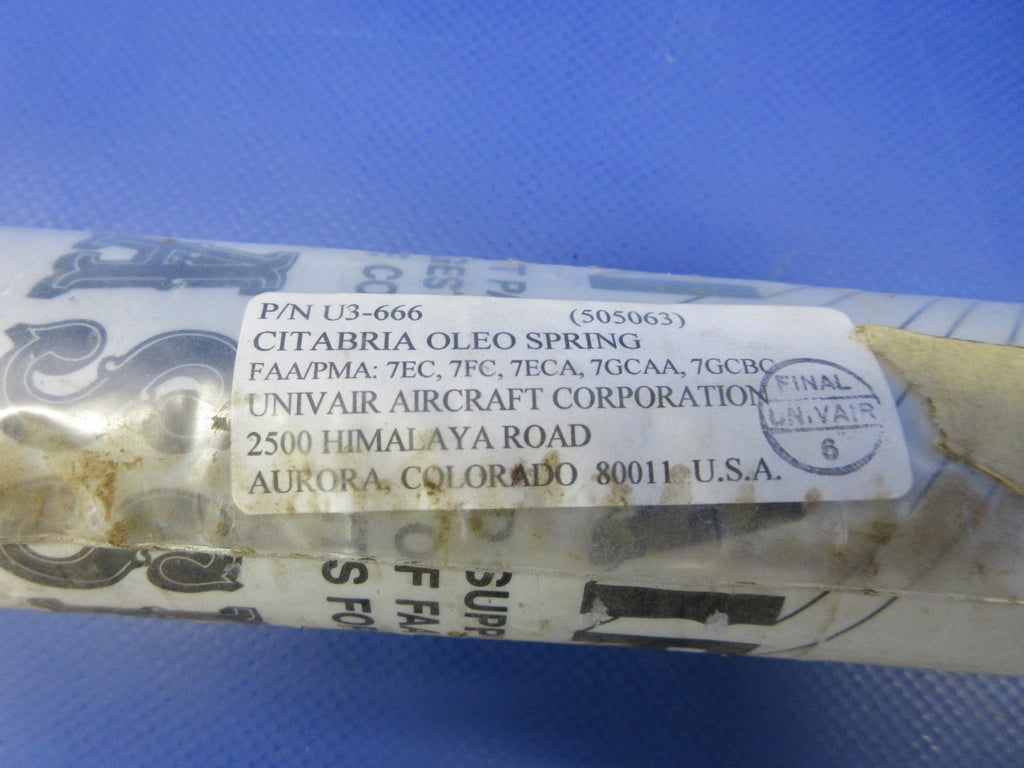 P/N U3-666 (505063)
CITABRIA OLEO SPRING
FAA/PMA: 7EC, 7FC, 7ECA, 7GCAA, 7GCBC
UNIVAIR AIRCRAFT CORPORATION
2500 HIMALAYA ROAD
AURORA, COLORADO 80011 U.S.A.
FINAL
UNIVAIR
6